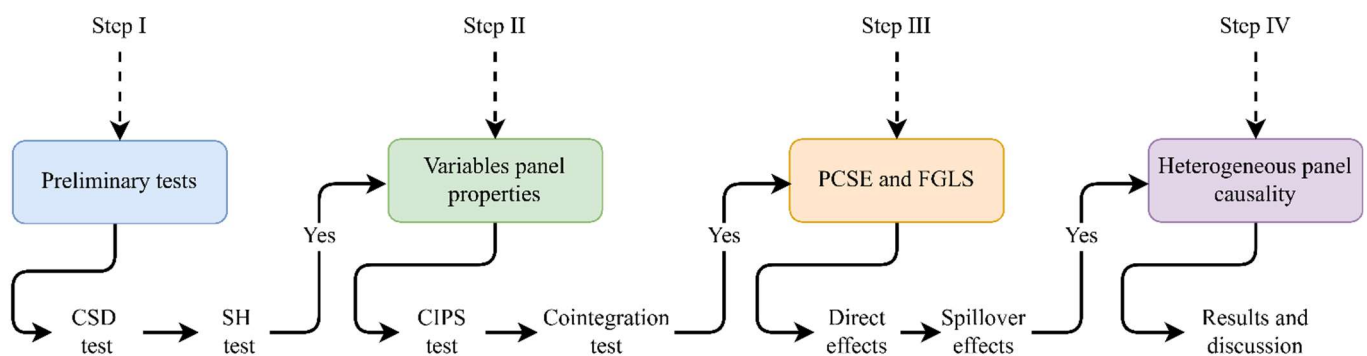 Step I
Step II
Step III
Step IV
Preliminary tests
Variables panel
properties
PCSE and FGLS
Heterogeneous panel
causality
Yes
Yes
Yes
CSD
test
SH
test
CIPS
test
Cointegration
test
Direct
effects
Spillover
effects
Results and
discussion